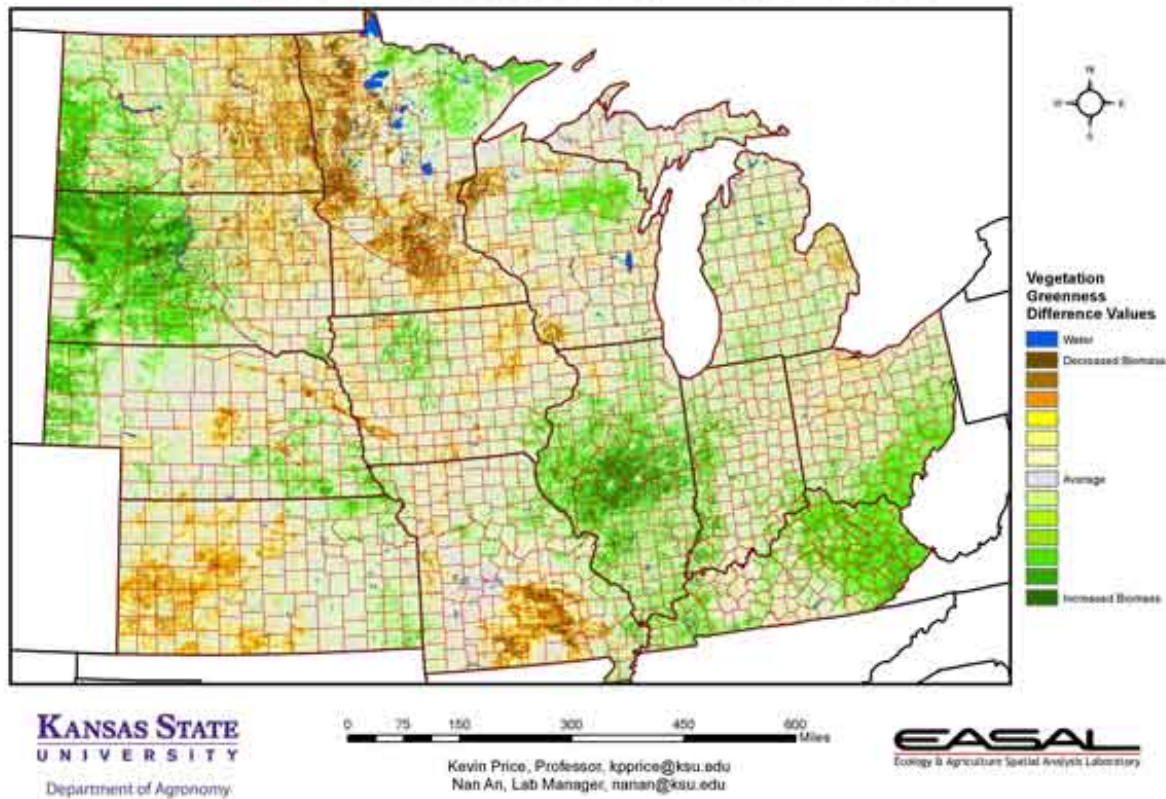 N
W
E
S
Vegetation
Greenness
Difference Values
Water
Decreased Biomass
Average
Increased Biomass
0 75 150 300 450 600
Miles
KANSAS STATE
UNIVERSITY
Department of Agronomy
Kevin Price, Professor, kpprice@ksu.edu
Nan An, Lab Manager, nanan@ksu.edu
EASAL
Ecology & Agriculture Spatial Analysis Laboratory